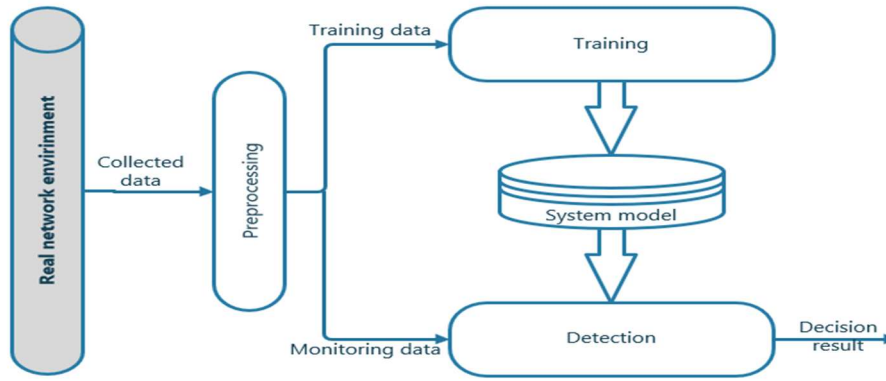 Real network envirinment
Collected
data
Preprocessing
Training data
Training
System model
Monitoring data
Detection
Decision
result